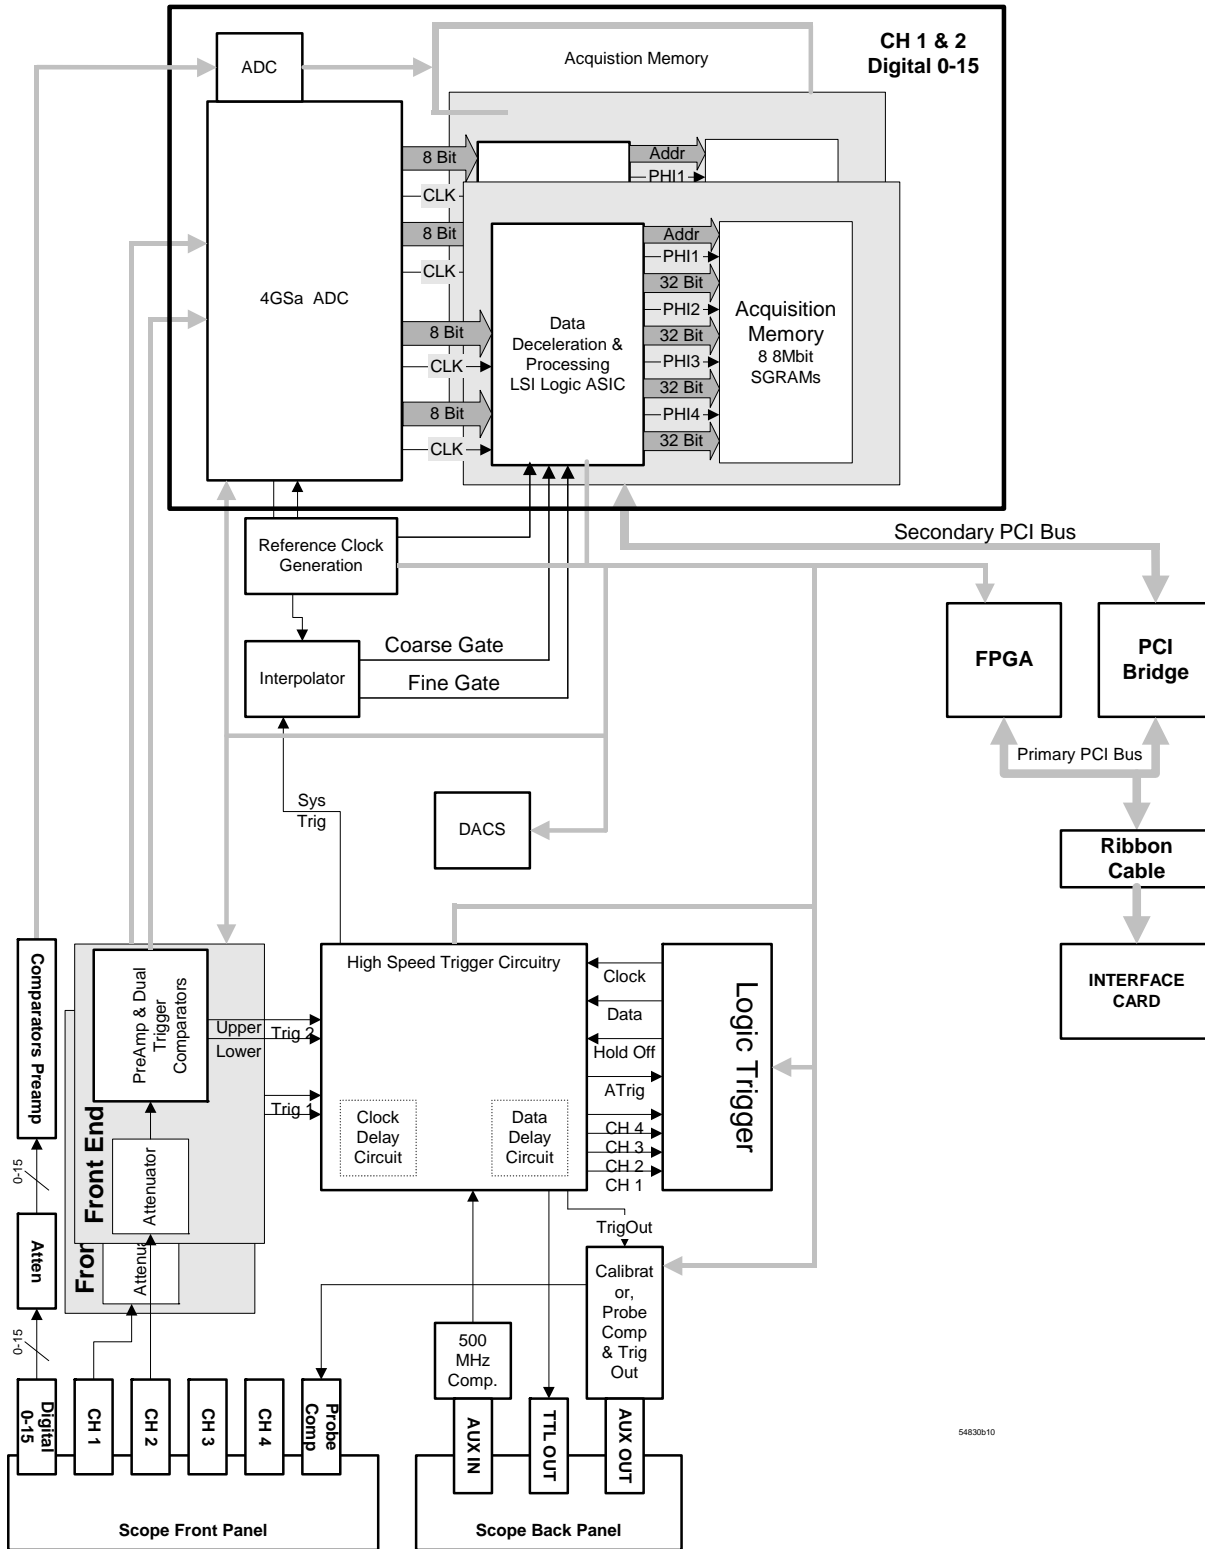 CH 1 & 2
Digital 0-15
ADC
Acquistion Memory
8 Bit
CLK
8 Bit
CLK
8 Bit
CLK
8 Bit
CLK
4GSa ADC
Addr
PHI1
Data
Deceleration &
Processing
LSI Logic ASIC
Addr
PHI1
32 Bit
PHI2
32 Bit
PHI3
32 Bit
PHI4
32 Bit
Acquisition
Memory
8 8Mbit
SGRAMs
Reference Clock
Generation
Secondary PCI Bus
Interpolator
Coarse Gate
Fine Gate
FPGA
PCI
Bridge
Primary PCI Bus
Sys
Trig
DACS
Ribbon
Cable
INTERFACE
CARD
Comparators Preamp
PreAmp & Dual
Trigger
Comparators
Upper
Lower
Trig 2
Trig 1
High Speed Trigger Circuitry
Clock
Delay
Circuit
Data
Delay
Circuit
Clock
Data
Hold Off
ATrig
CH 4
CH 3
CH 2
CH 1
Logic Trigger
0-15
Front End
Attenuator
Fron
Attenua
Atten
0-15
TrigOut
Calibrat
or,
Probe
Comp
& Trig
Out
500
MHz
Comp.
Digital
0-15
CH 1
CH 2
CH 3
CH 4
Probe
Comp
AUX IN
TTL OUT
AUX OUT
Scope Front Panel
Scope Back Panel
54830b10